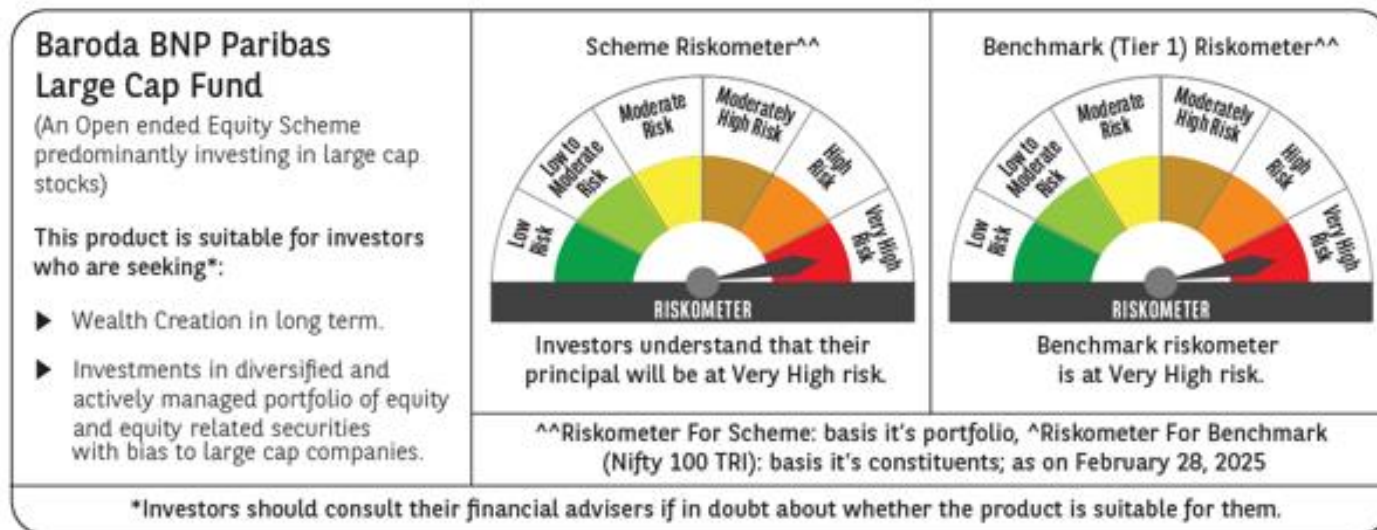 Baroda BNP Paribas
Large Cap Fund
(An Open ended Equity Scheme
predominantly investing in large cap
stocks)
This product is suitable for investors
who are seeking*:
▶ Wealth Creation in long term.
▶ Investments in diversified and
actively managed portfolio of equity
and equity related securities
with bias to large cap companies.
Scheme Riskometer^^
Low
Risk
Low to
Moderate
Risk
Moderate
Risk
Moderately
High Risk
High
Risk
Very High
Risk
RISKOMETER
Investors understand that their
principal will be at Very High risk.
Benchmark (Tier 1) Riskometer^^
Low
Risk
Low to
Moderate
Risk
Moderate
Risk
Moderately
High Risk
High
Risk
Very High
Risk
RISKOMETER
Benchmark riskometer
is at Very High risk.
^^Riskometer For Scheme: basis it's portfolio, ^Riskometer For Benchmark
(Nifty 100 TRI): basis it's constituents; as on February 28, 2025
*Investors should consult their financial advisers if in doubt about whether the product is suitable for them.